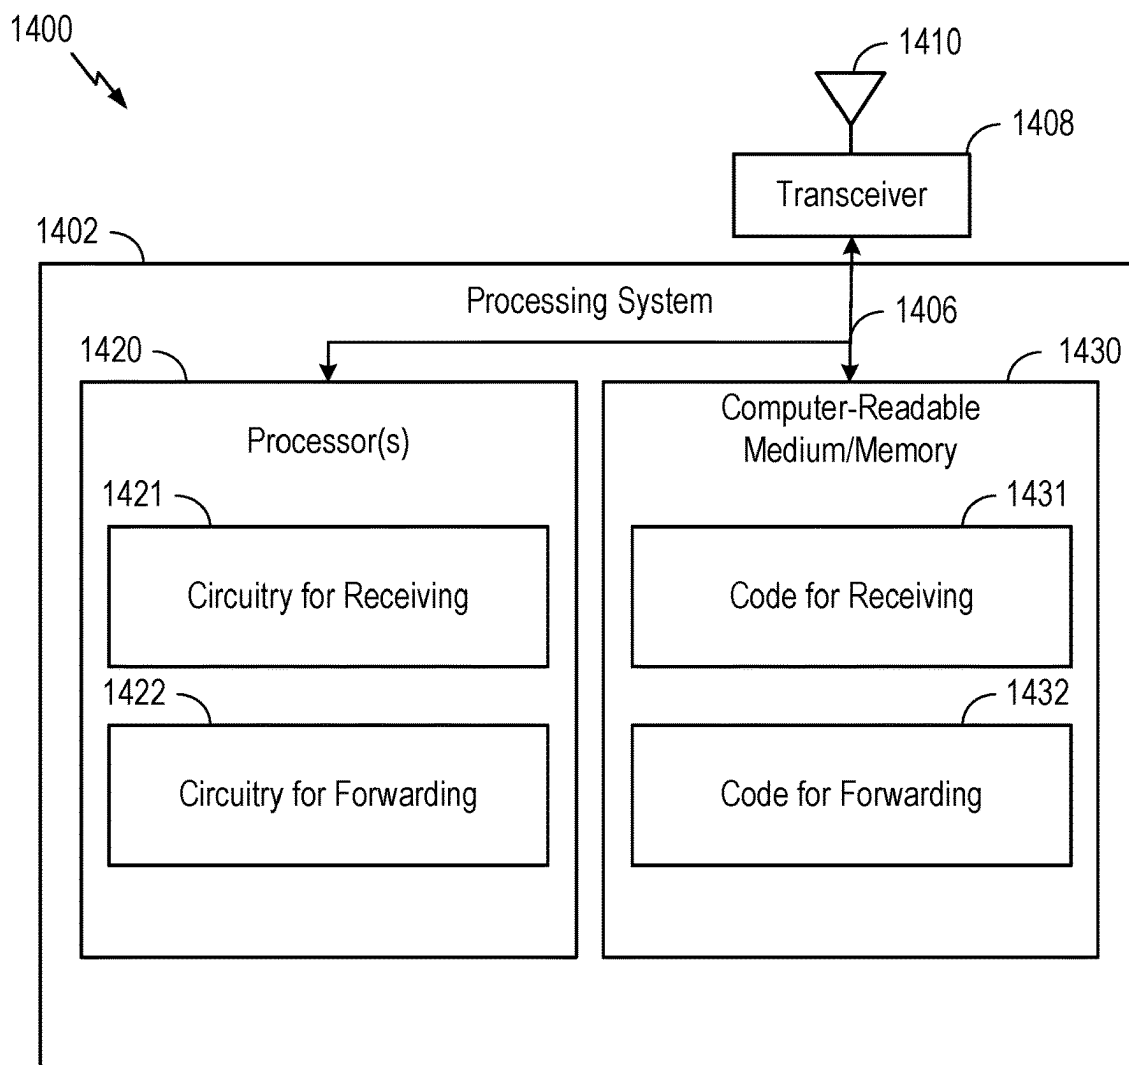 1400
1410
1408
Transceiver
1402
Processing System
1406
1420
1430
Processor(s)
Computer-Readable
Medium/Memory
1421
1431
Circuitry for Receiving
Code for Receiving
1422
1432
Circuitry for Forwarding
Code for Forwarding